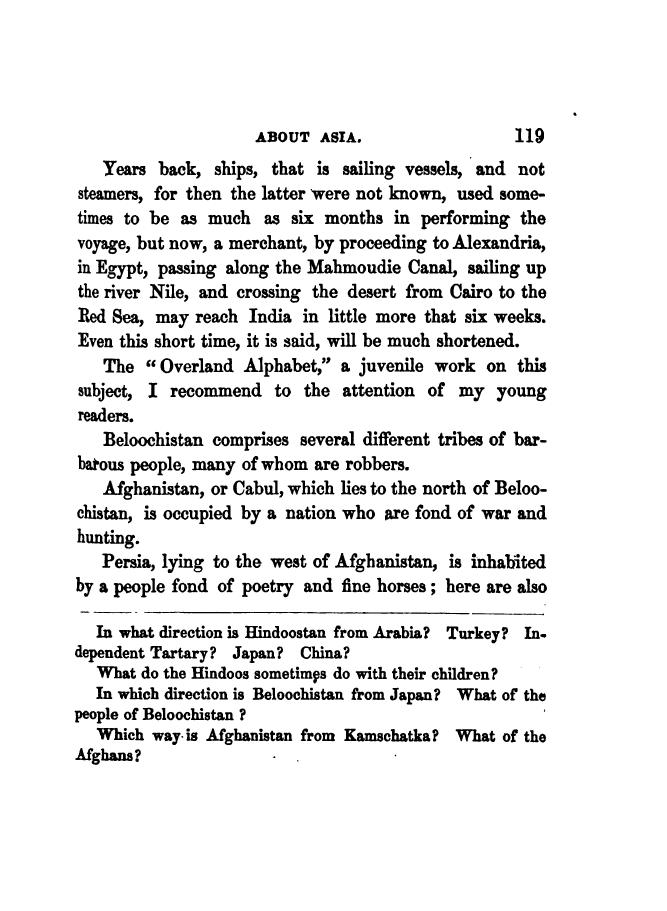 ABOUT ASIA. 119
Years back, ships, that is sailing vessels, and not
steamers, for then the latter were not known, used some-
times to be as much as six months in performing the
voyage, but now, a merchant, by proceeding to Alexandria,
in Egypt, passing along the Mahmoudie Canal, sailing up
the river Nile, and crossing the desert from Cairo to the
Red Sea, may reach India in little more that six weeks.
Even this short time, it is said, will be much shortened.
The “Overland Alphabet,” a juvenile work on this
subject, I recommend to the attention of my young
readers.
Beloochistan comprises several different tribes of bar-
barous people, many of whom are robbers.
Afghanistan, or Cabul, which lies to the north of Beloo-
chistan, is occupied by a nation who are fond of war and
hunting.
Persia, lying to the west of Afghanistan, is inhabited
by a people fond of poetry and fine horses; here are also
In what direction is Hindoostan from Arabia? Turkey? In-
dependent Tartary? Japan? China?
What do the Hindoos sometimes do with their children?
In which direction is Beloochistan from Japan? What of the
people of Beloochistan?
Which way is Afghanistan from Kamschatka? What of the
Afghans?